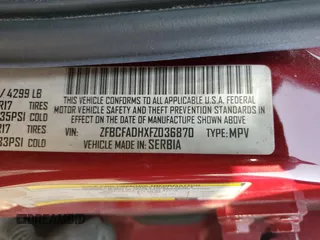 / 4299 LB
R17 TIRES
35PSI COLD
R17 TIRES
33PSI COLD
THIS VEHICLE CONFORMS TO ALL APPLICABLE U.S. FEDERAL
MOTOR VEHICLE SAFETY, BUMPER, AND THEFT PREVENTION
STANDARDS IN EFFECT ON THE DATE OF MANUFACTURE SHOWN ABOVE
VIN: ZFBCFADHXFZ036870 TYPE: MPV
VEHICLE MADE IN: SERBIA